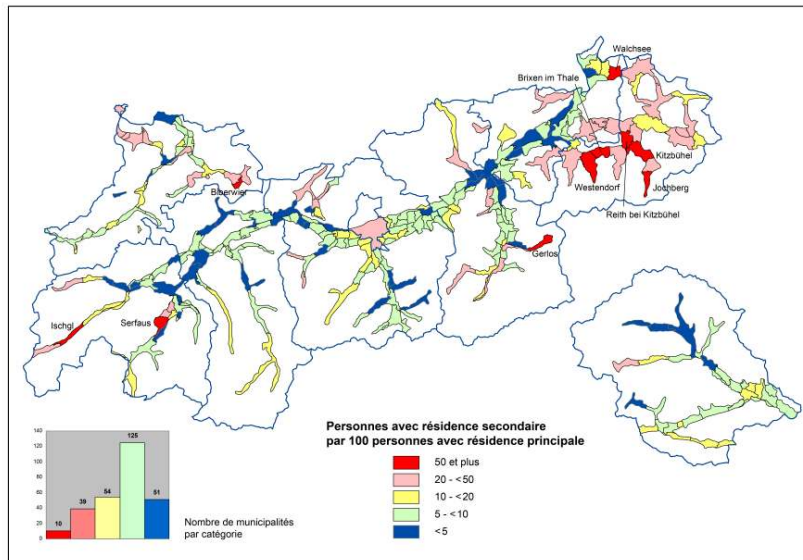 Walchsee
Brixen im Thale
Kitzbühel
Biberwier
Westendorf
Jochberg
Reith bei Kitzbühel
Gerlos
Ischgl
Serfaus
Personnes avec résidence secondaire
par 100 personnes avec résidence principale
50 et plus
20 - <50
10 - <20
5 - <10
<5
140
120
100
80
60
40
20
0
10
39
54
125
51
Nombre de municipalités
par catégorie